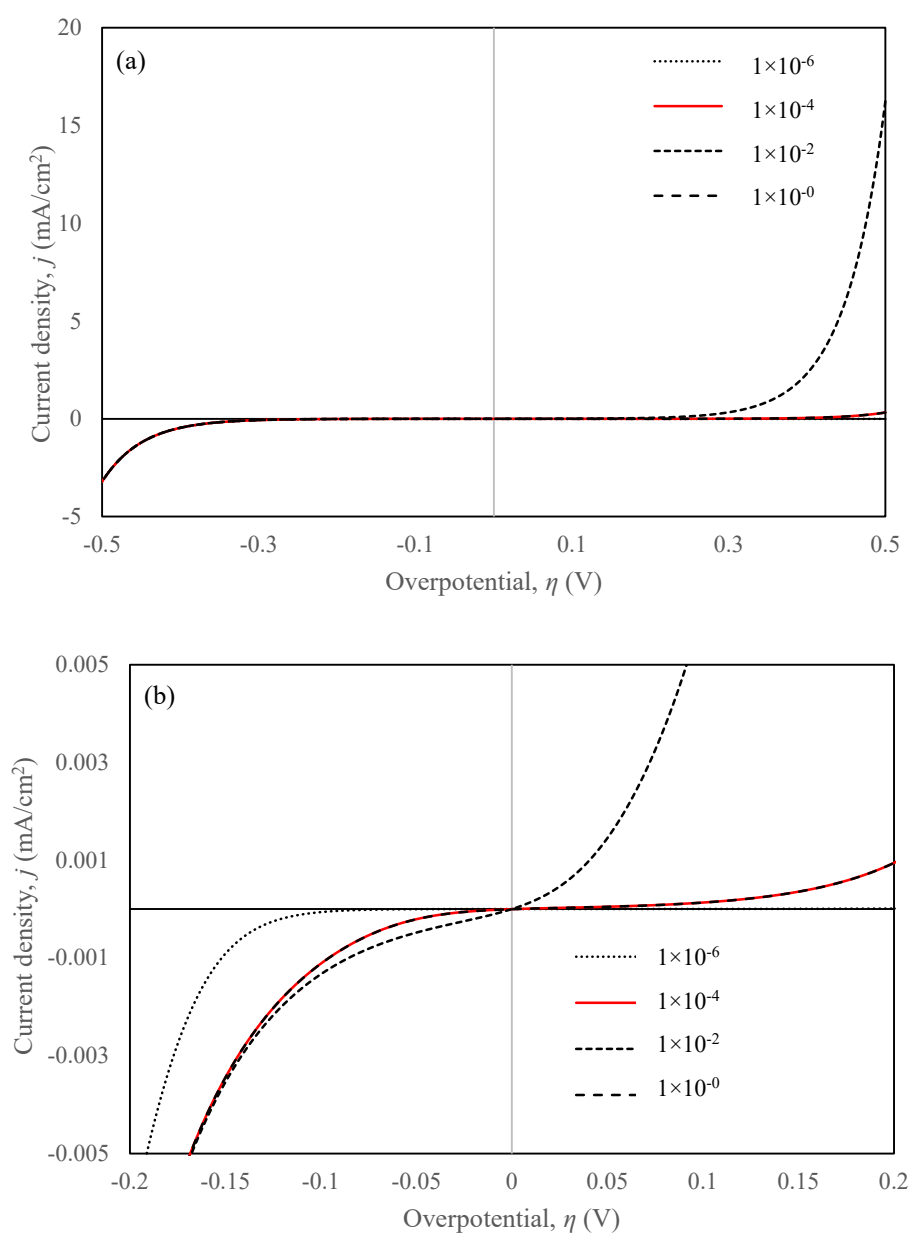 20
(a)
1×10⁻⁶
1×10⁻⁴
1×10⁻²
1×10⁻⁰
15
10
5
0
-5
Current density, j (mA/cm²)
-0.5 -0.3 -0.1 0.1 0.3 0.5
Overpotential, η (V)
0.005
(b)
0.003
0.001
-0.001
-0.003
-0.005
Current density, j (mA/cm²)
1×10⁻⁶
1×10⁻⁴
1×10⁻²
1×10⁻⁰
-0.2 -0.15 -0.1 -0.05 0 0.05 0.1 0.15 0.2
Overpotential, η (V)